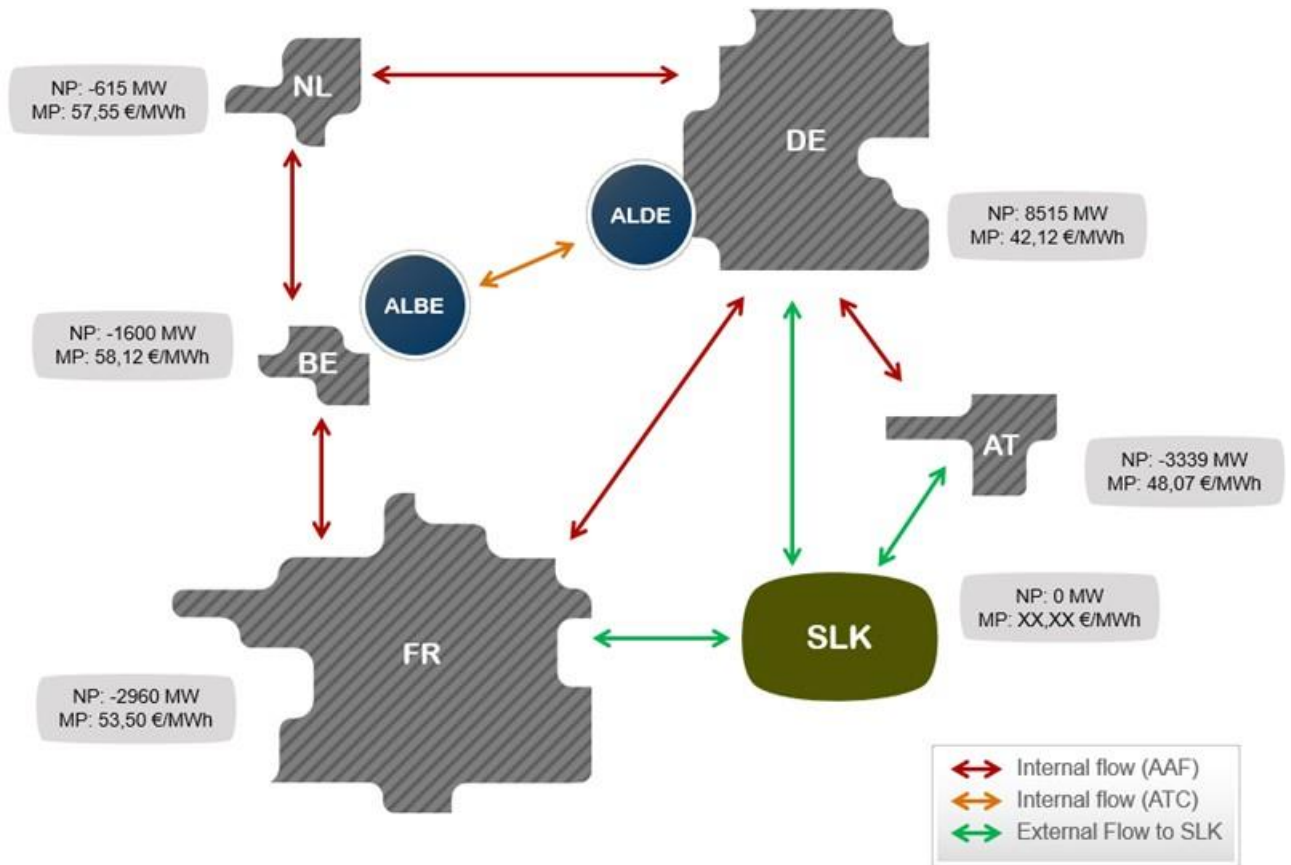 NL
NP: -615 MW
MP: 57,55 €/MWh
DE
ALDE
NP: 8515 MW
MP: 42,12 €/MWh
ALBE
NP: -1600 MW
MP: 58,12 €/MWh
BE
AT
NP: -3339 MW
MP: 48,07 €/MWh
NP: 0 MW
MP: XX,XX €/MWh
SLK
FR
NP: -2960 MW
MP: 53,50 €/MWh
Internal flow (AAF)
Internal flow (ATC)
External Flow to SLK